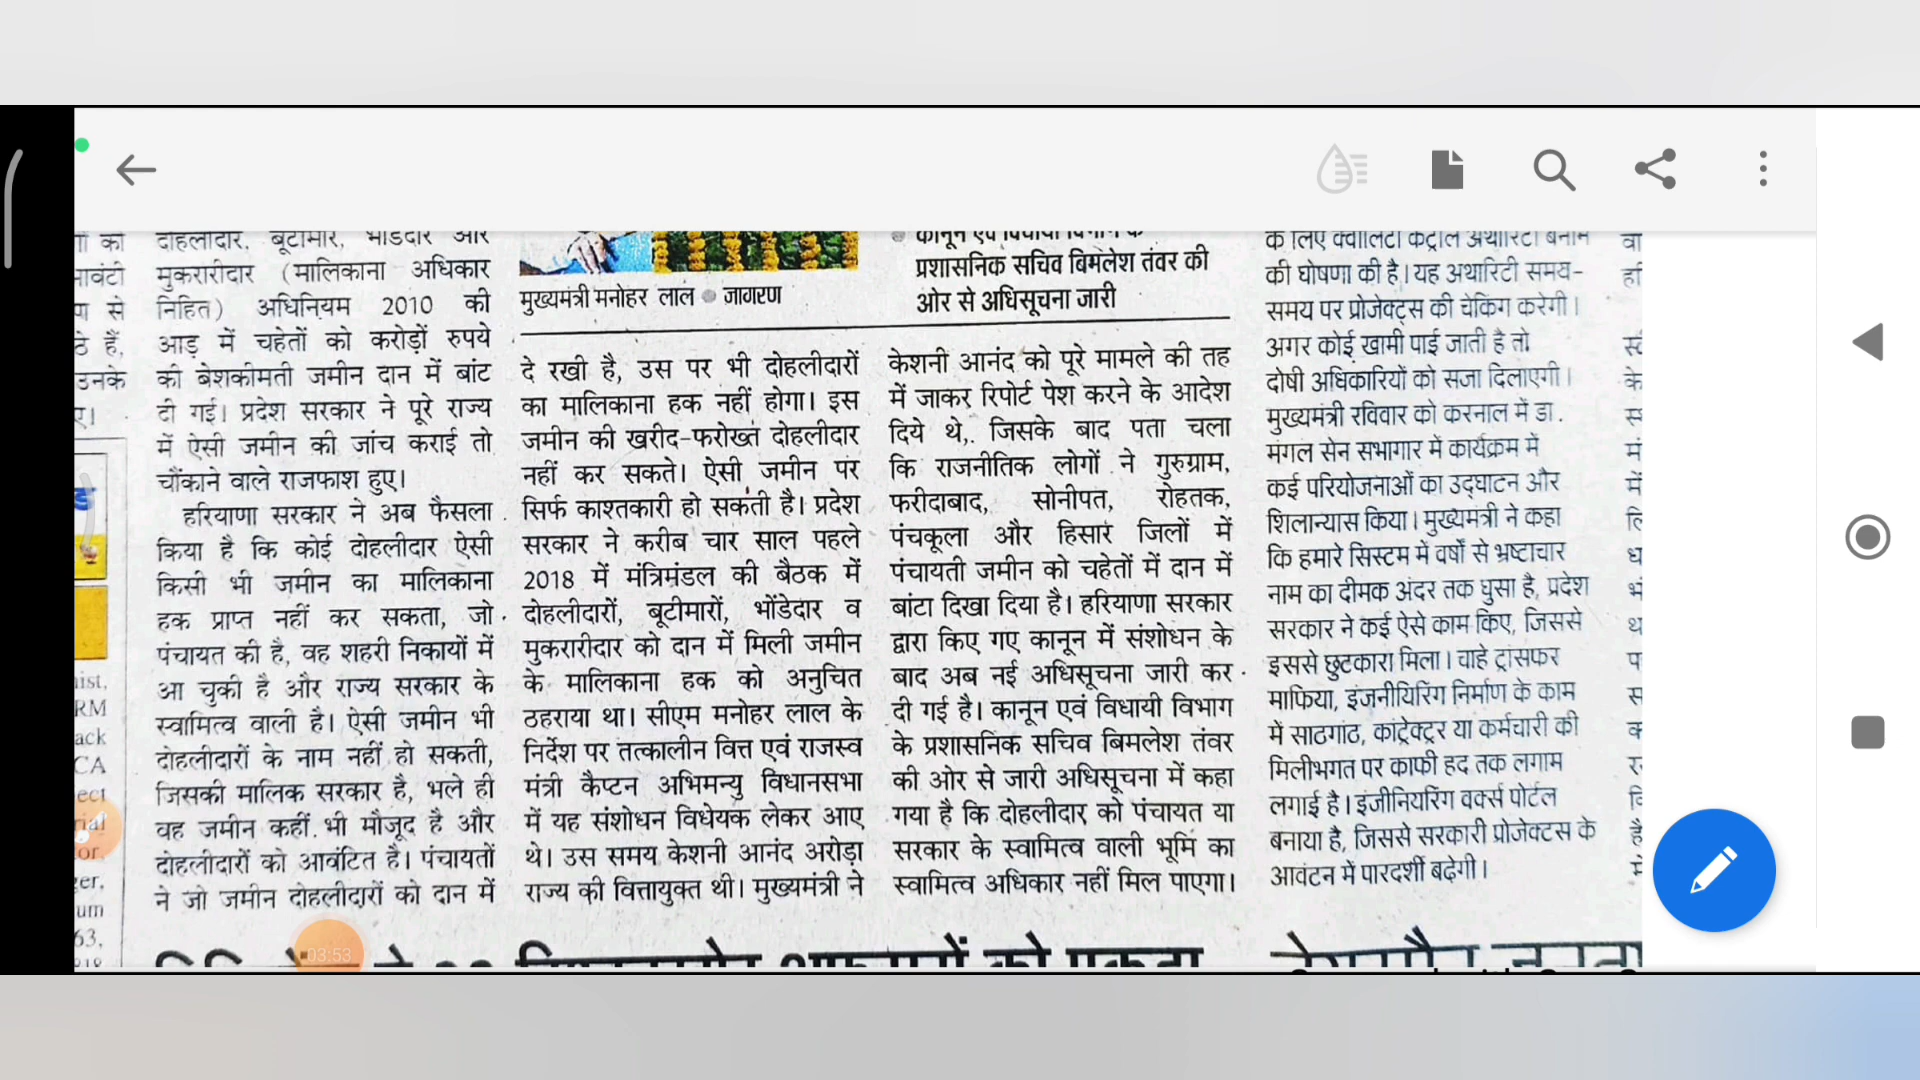 मुकरारीदार (मालिकाना अधिकार
निहित) अधिनियम 2010 की
आड़ में चहेतों को करोड़ों रुपये
की बेशकीमती जमीन दान में बांट
दी गई। प्रदेश सरकार ने पूरे राज्य
में ऐसी जमीन की जांच कराई तो
चौंकाने वाले राजफाश हुए।
हरियाणा सरकार ने अब फैसला
किया है कि कोई दोहलीदार ऐसी
किसी भी जमीन का मालिकाना
हक प्राप्त नहीं कर सकता, जो
पंचायत की है, वह शहरी निकायों में
आ चुकी है और राज्य सरकार के
स्वामित्व वाली है। ऐसी जमीन भी
दोहलीदारों के नाम नहीं हो सकती,
जिसकी मालिक सरकार है, भले ही
वह जमीन कहीं भी मौजूद है और
दोहलीदारों को आवंटित है। पंचायतों
ने जो जमीन दोहलीदारों को दान में
मुख्यमंत्री मनोहर लाल ● जागरण
दे रखी है, उस पर भी दोहलीदारों
का मालिकाना हक नहीं होगा। इस
जमीन की खरीद-फरोख्त दोहलीदार
नहीं कर सकते। ऐसी जमीन पर
सिर्फ काश्तकारी हो सकती है। प्रदेश
सरकार ने करीब चार साल पहले
2018 में मंत्रिमंडल की बैठक में
दोहलीदारों, बूटीमारों, भोंडेदार व
मुकरारीदार को दान में मिली जमीन
के मालिकाना हक को अनुचित
ठहराया था। सीएम मनोहर लाल के
निर्देश पर तत्कालीन वित्त एवं राजस्व
मंत्री कैप्टन अभिमन्यु विधानसभा
में यह संशोधन विधेयक लेकर आए
थे। उस समय केशनी आनंद अरोड़ा
राज्य की वित्तायुक्त थी। मुख्यमंत्री ने
प्रशासनिक सचिव बिमलेश तंवर की
ओर से अधिसूचना जारी
केशनी आनंद को पूरे मामले की तह
में जाकर रिपोर्ट पेश करने के आदेश
दिये थे, जिसके बाद पता चला
कि राजनीतिक लोगों ने गुरुग्राम,
फरीदाबाद, सोनीपत, रोहतक,
पंचकूला और हिसार जिलों में
पंचायती जमीन को चहेतों में दान में
बांटा दिखा दिया है। हरियाणा सरकार
द्वारा किए गए कानून में संशोधन के
बाद अब नई अधिसूचना जारी कर
दी गई है। कानून एवं विधायी विभाग
के प्रशासनिक सचिव बिमलेश तंवर
की ओर से जारी अधिसूचना में कहा
गया है कि दोहलीदार को पंचायत या
सरकार के स्वामित्व वाली भूमि का
स्वामित्व अधिकार नहीं मिल पाएगा।
के लिए क्वालिटी कंट्रोल अथॉरिटी बनाने
की घोषणा की है। यह अथारिटी समय-
समय पर प्रोजेक्ट्स की चेकिंग करेगी।
अगर कोई खामी पाई जाती है तो
दोषी अधिकारियों को सजा दिलाएगी।
मुख्यमंत्री रविवार को करनाल में डा.
मंगल सेन सभागार में कार्यक्रम में
कई परियोजनाओं का उद्घाटन और
शिलान्यास किया। मुख्यमंत्री ने कहा
कि हमारे सिस्टम में वर्षों से भ्रष्टाचार
नाम का दीमक अंदर तक घुसा है, प्रदेश
सरकार ने कई ऐसे काम किए, जिससे
इससे छुटकारा मिला। चाहे ट्रांसफर
माफिया, इंजनीयिरिंग निर्माण के काम
में साठगांठ, कांट्रेक्टर या कर्मचारी की
मिलीभगत पर काफी हद तक लगाम
लगाई है। इंजीनियरिंग वर्क्स पोर्टल
बनाया है, जिससे सरकारी प्रोजेक्टस के
आवंटन में पारदर्शी बढ़ेगी।
03:53